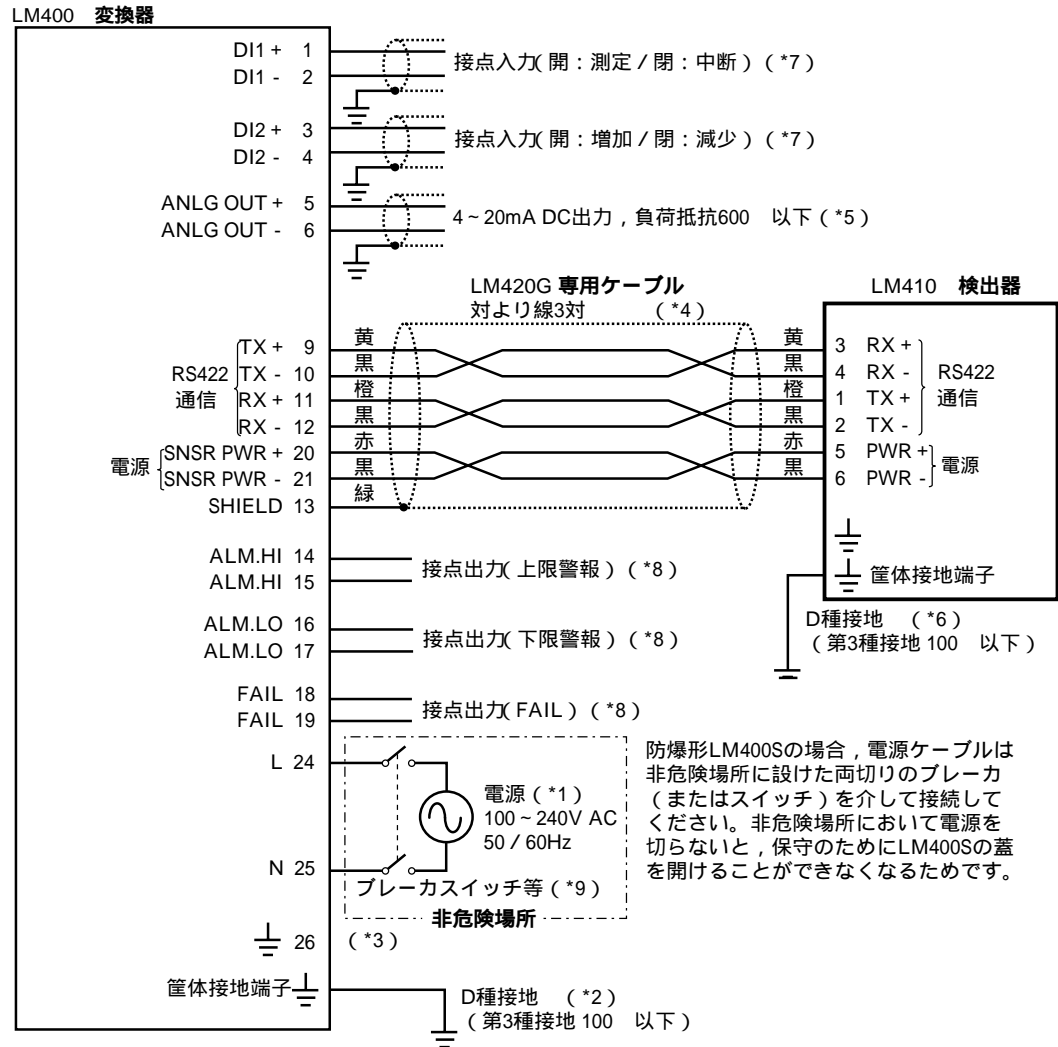 LM400 変換器
DI1 + 1
DI1 - 2
接点入力(開：測定/閉：中断)(*7)
DI2 + 3
DI2 - 4
接点入力(開：増加/閉：減少)(*7)
ANLG OUT + 5
ANLG OUT - 6
4~20mA DC出力，負荷抵抗600 以下(*5)
LM420G 専用ケーブル
対より線3対 (*4)
LM410 検出器
RS422
通信
TX + 9
TX - 10
RX + 11
RX - 12
電源
SNSR PWR + 20
SNSR PWR - 21
SHIELD 13
黄
黒
橙
黒
赤
黒
緑
黄
黒
橙
黒
赤
黒
3 RX +
4 RX -
1 TX +
2 TX -
RS422
通信
5 PWR +
6 PWR -
電源
筐体接地端子
D種接地 (*6)
(第3種接地 100 以下)
ALM.HI 14
ALM.HI 15
接点出力(上限警報)(*8)
ALM.LO 16
ALM.LO 17
接点出力(下限警報)(*8)
FAIL 18
FAIL 19
接点出力(FAIL)(*8)
L 24
N 25
電源(*1)
100~240V AC
50/60Hz
ブレーカスイッチ等(*9)
非危険場所
防爆形LM400Sの場合，電源ケーブルは
非危険場所に設けた両切りのブレーカ
(またはスイッチ)を介して接続して
ください。非危険場所において電源を
切らないと，保守のためにLM400Sの蓋
を開けることができなくなるためです。
26 (*3)
筐体接地端子
D種接地 (*2)
(第3種接地 100 以下)